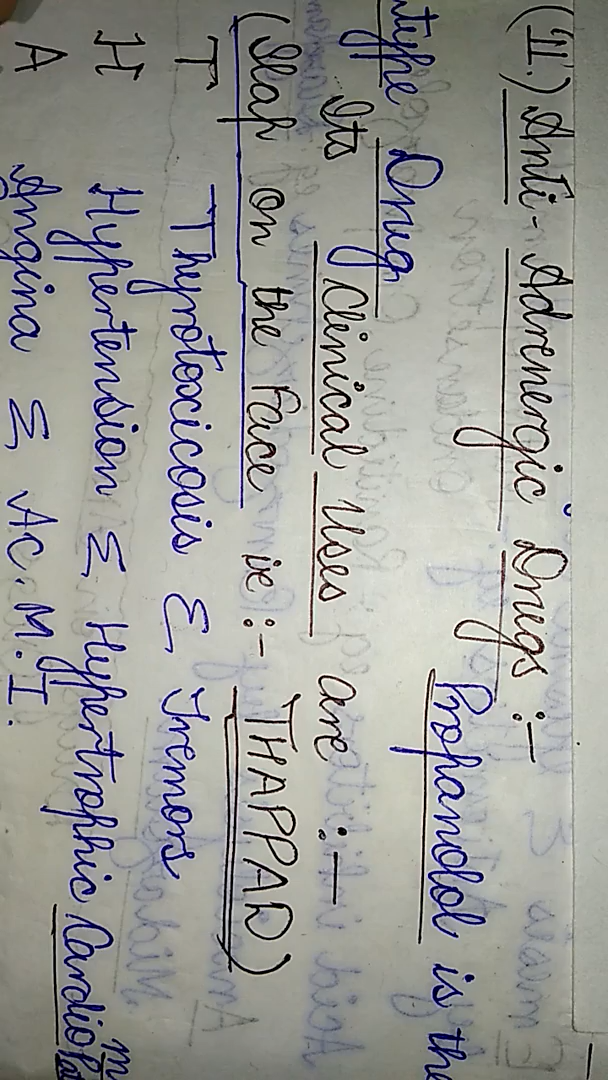 (II.) Anti-Adrenergic Drugs :-
Propanolol is the
type Drug
Its Clinical Uses are :-
(Slap on the Face ie:- THAPPAD)
T Thyrotoxicosis & Tremors
H Hypertension & Hypertrophic Cardiom
A Angina & Ac. M.I.